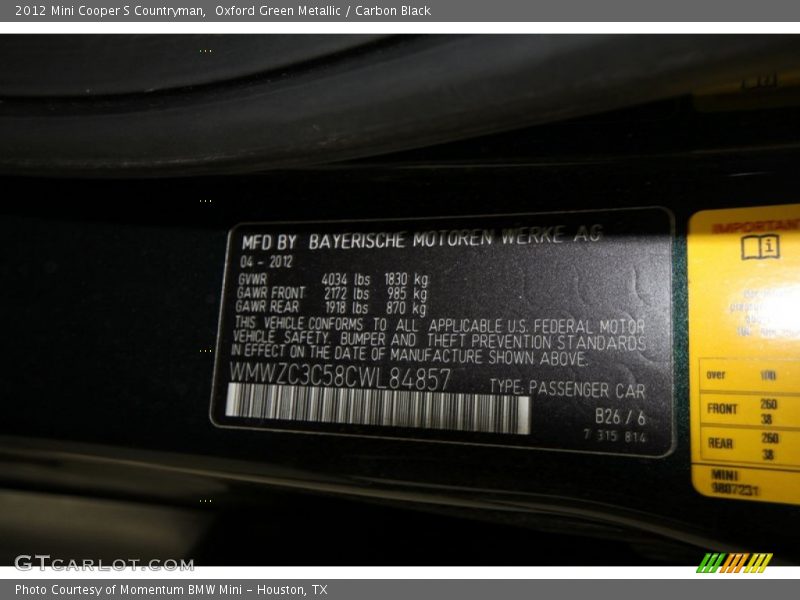 2012 Mini Cooper S Countryman, Oxford Green Metallic / Carbon Black
MFD BY BAYERISCHE MOTOREN WERKE AG
04 - 2012
GVWR 4034 lbs 1830 kg
GAWR FRONT 2172 lbs 985 kg
GAWR REAR 1918 lbs 870 kg
THIS VEHICLE CONFORMS TO ALL APPLICABLE U.S. FEDERAL MOTOR
VEHICLE SAFETY, BUMPER AND THEFT PREVENTION STANDARDS
IN EFFECT ON THE DATE OF MANUFACTURE SHOWN ABOVE.
WMWZC3C58CWL84857
TYPE: PASSENGER CAR
B26 / 6
7 315 814
IMPORTANT
over 100
FRONT 260
38
REAR 260
38
MINI
9807231
GTCARLOT.COM
Photo Courtesy of Momentum BMW Mini - Houston, TX